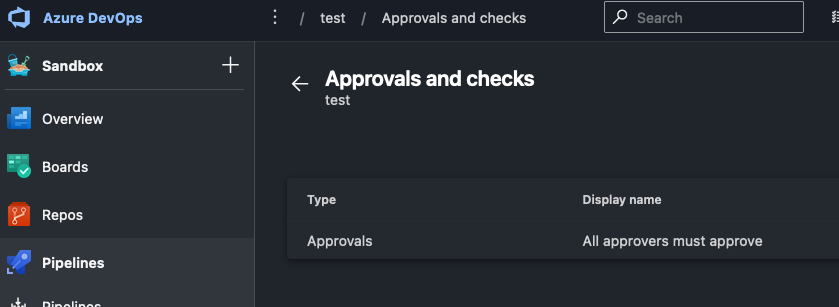 Azure DevOps
/ test / Approvals and checks
Search
Sandbox
Approvals and checks
test
Overview
Boards
Repos
Pipelines
Pipelines
Type Display name
Approvals All approvers must approve